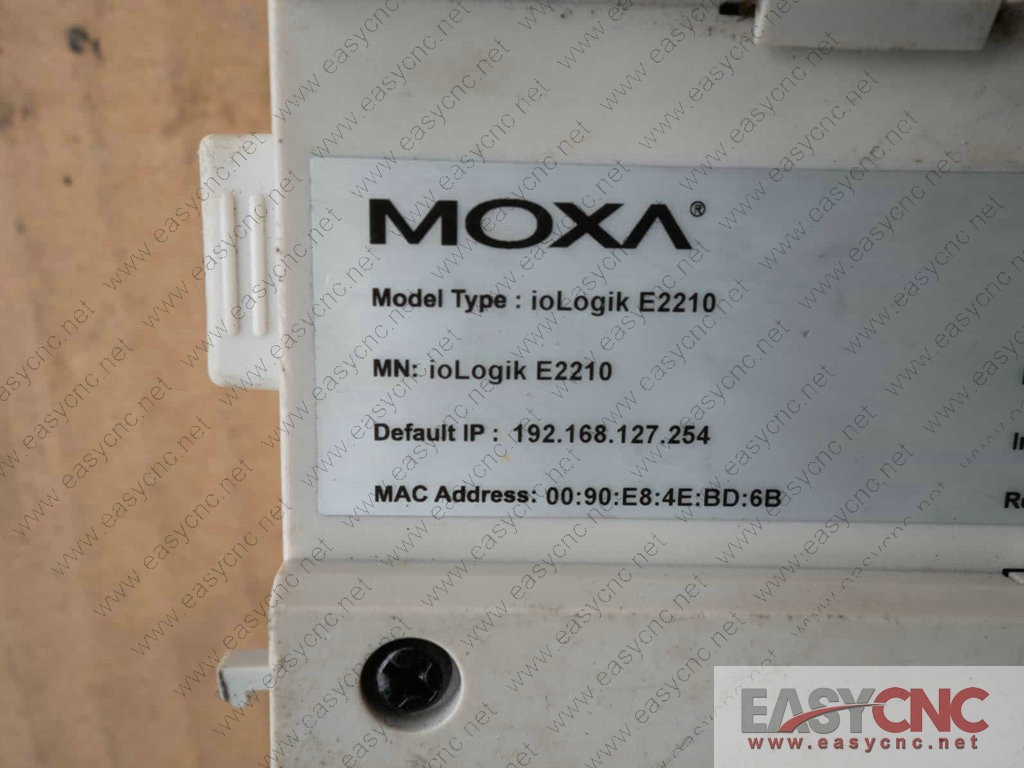 MOXA®
Model Type : ioLogik E2210
MN: ioLogik E2210
Default IP : 192.168.127.254
MAC Address: 00:90:E8:4E:BD:6B
EASYCNC
www.easycnc.net